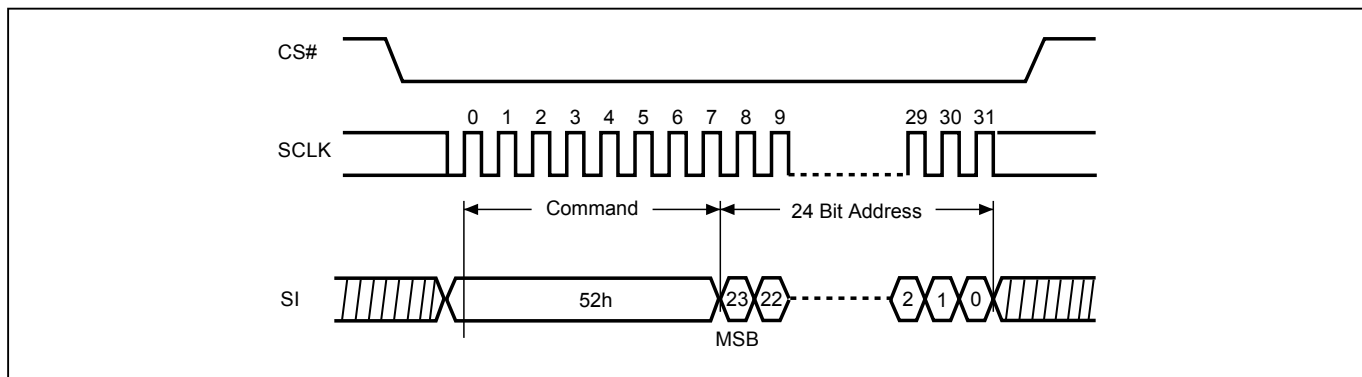 CS#
0 1 2 3 4 5 6 7 8 9 29 30 31
SCLK
Command 24 Bit Address
SI 52h 23 22 2 1 0
MSB